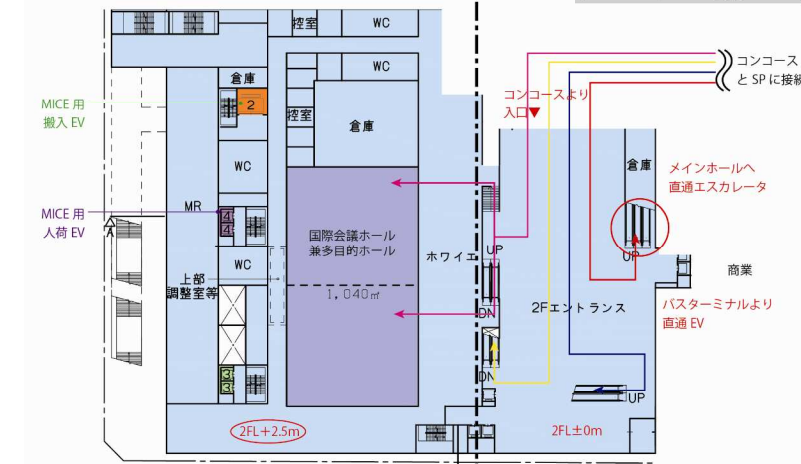 控室
WC
WC
控室
倉庫
倉庫
2
MICE 用
搬入 EV
WC
MR
4
4
MICE 用
人荷 EV
A
WC
上部
調整室等
3
3
国際会議ホール
兼多目的ホール
1,040㎡
ホワイエ
UP
DN
DN
2Fエントランス
コンコースより
入口▼
コンコース
と SP に接続
倉庫
メインホールへ
直通エスカレータ
UP
商業
バスターミナルより
直通 EV
UP
2FL+2.5m
2FL±0m